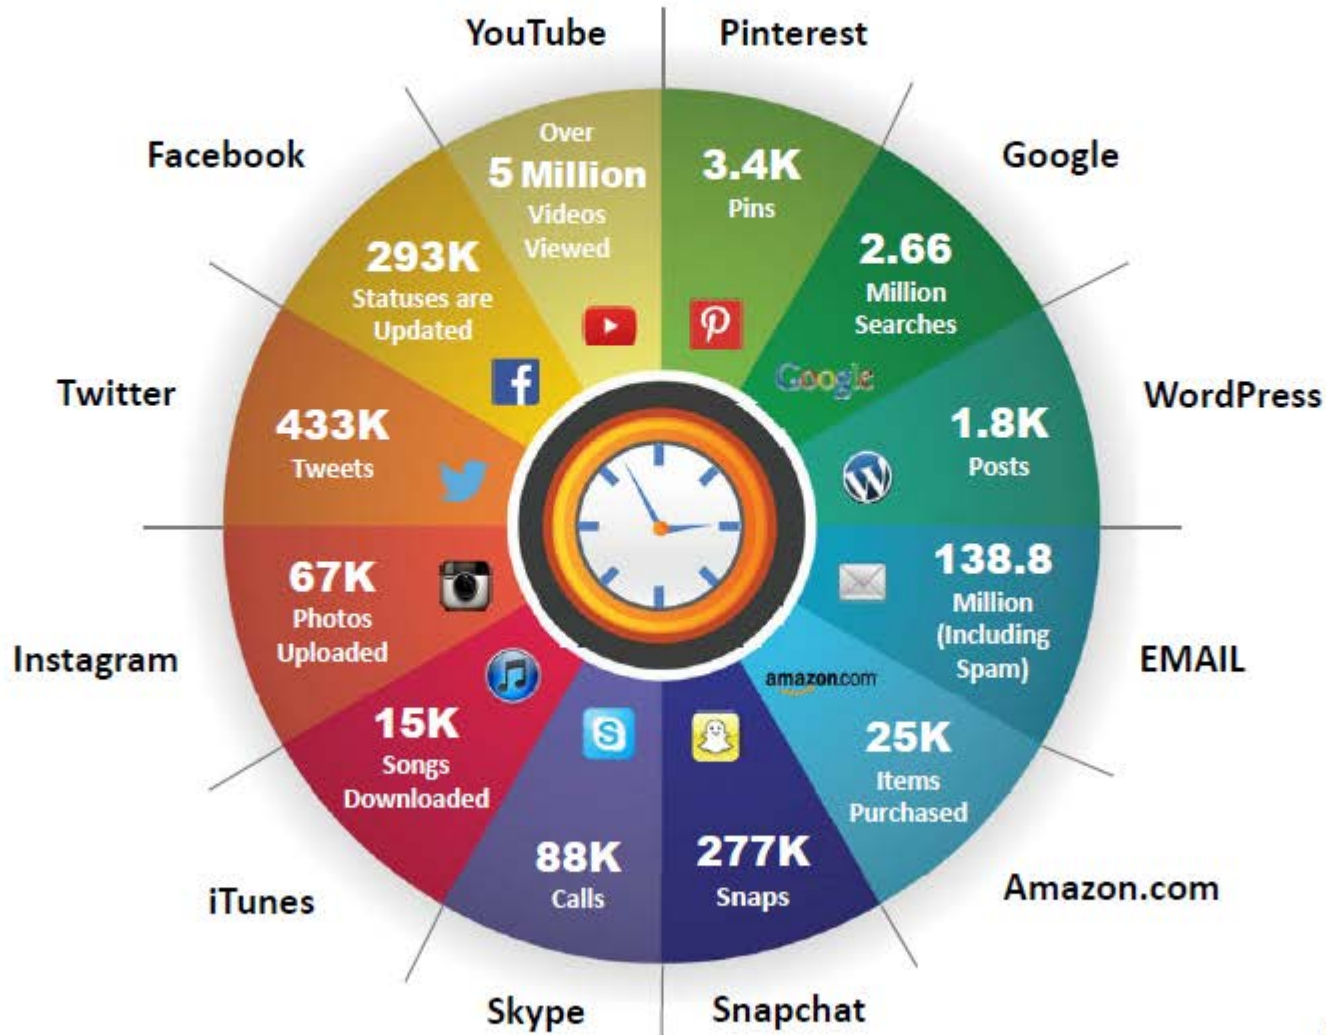 YouTube
Over
5 Million
Videos
Viewed
Pinterest
3.4K
Pins
Google
2.66
Million
Searches
Google
WordPress
1.8K
Posts
EMAIL
138.8
Million
(Including
Spam)
Amazon.com
amazon.com
25K
Items
Purchased
Snapchat
277K
Snaps
Skype
88K
Calls
iTunes
15K
Songs
Downloaded
Instagram
67K
Photos
Uploaded
Twitter
433K
Tweets
Facebook
293K
Statuses are
Updated